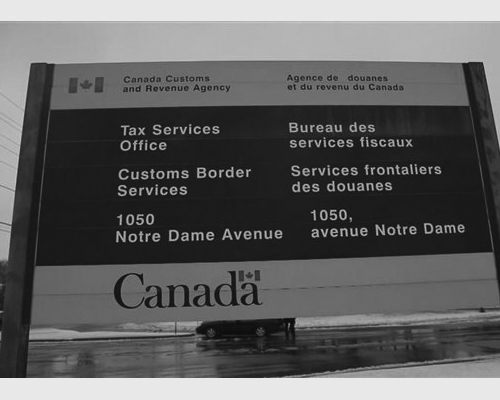 Canada Customs
and Revenue Agency
Agence de douanes
et du revenu du Canada
Tax Services
Office
Bureau des
services fiscaux
Customs Border
Services
Services frontaliers
des douanes
1050
Notre Dame Avenue
1050,
avenue Notre Dame
Canada